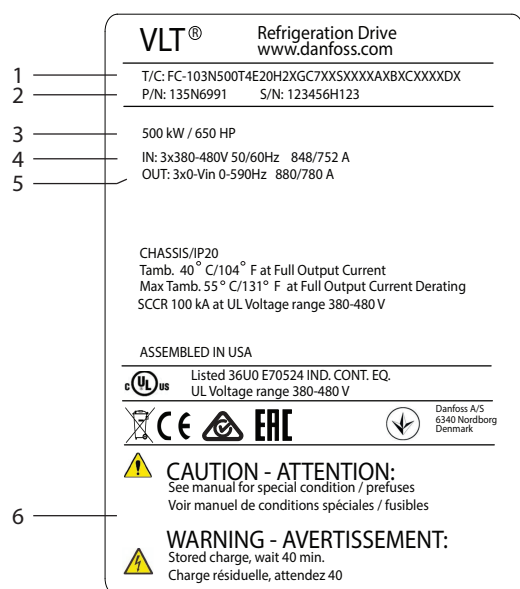 VLT® Refrigeration Drive
www.danfoss.com
1 T/C: FC-103N500T4E20H2XGC7XXSXXXXAXBXCXXXXDX
2 P/N: 135N6991 S/N: 123456H123
3 500 kW / 650 HP
4 IN: 3x380-480V 50/60Hz 848/752 A
5 OUT: 3x0-Vin 0-590Hz 880/780 A
CHASSIS/IP20
Tamb. 40° C/104° F at Full Output Current
Max Tamb. 55° C/131° F at Full Output Current Derating
SCCR 100 kA at UL Voltage range 380-480 V
ASSEMBLED IN USA
c UL us Listed 36U0 E70524 IND. CONT. EQ.
UL Voltage range 380-480 V
CE EAC
Danfoss A/S
6340 Nordborg
Denmark
CAUTION - ATTENTION:
See manual for special condition / prefuses
Voir manuel de conditions spéciales / fusibles
6
WARNING - AVERTISSEMENT:
Stored charge, wait 40 min.
Charge résiduelle, attendez 40